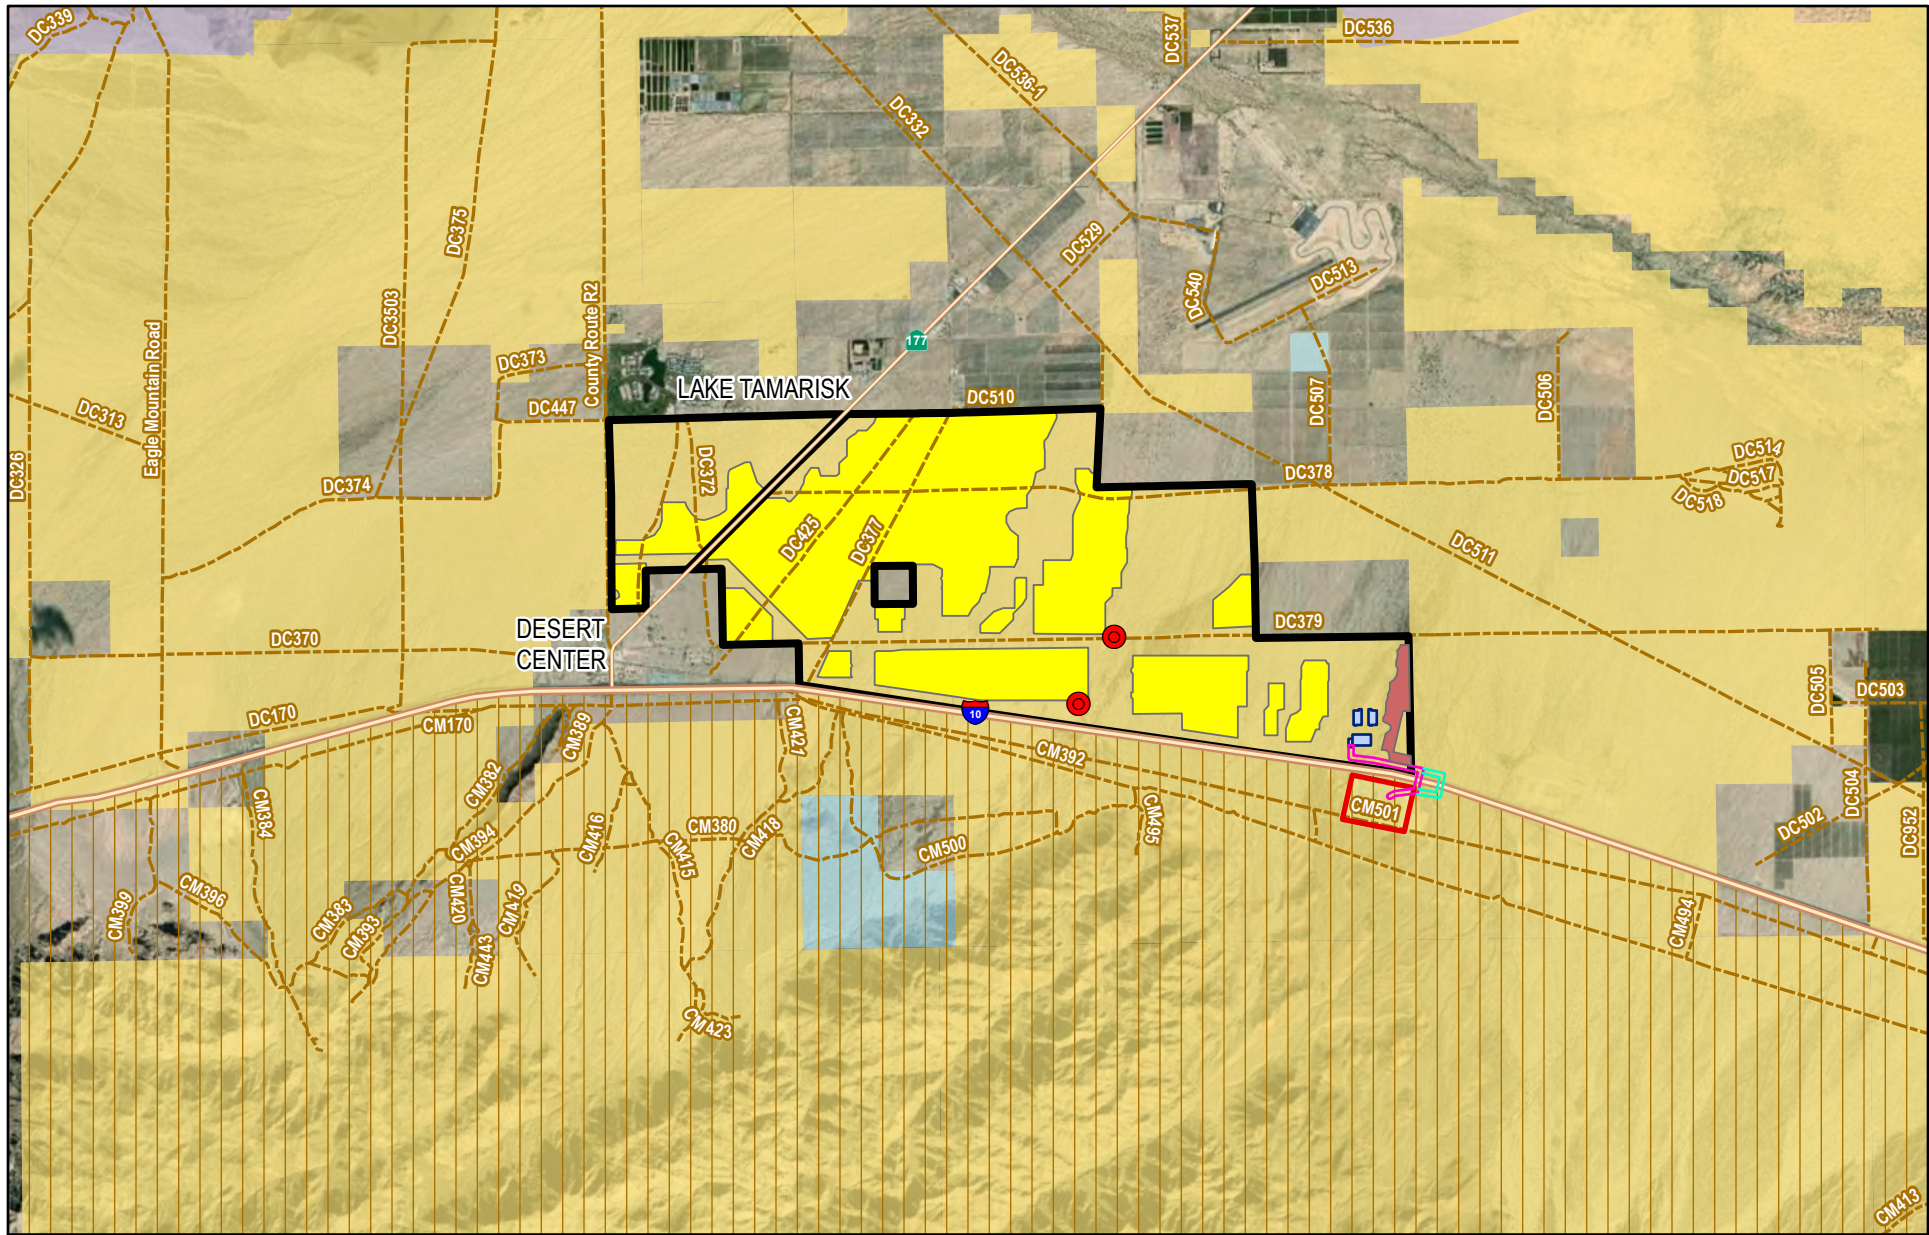 DC339
DC537
DC536
DC536-1
DC332
DC375
DC529
DC540
DC513
County Route R2
DC3503
Eagle Mountain Road
177
DC373
LAKE TAMARISK
DC447
DC510
DC507
DC506
DC313
DC326
DC374
DC372
DC378
DC514
DC517
DC518
DC425
DC377
DC511
DESERT
CENTER
DC370
DC379
DC505
DC503
DC170
CM170
CM389
CM421
10
CM392
CM382
CM384
CM501
DC504
DC502
DC952
CM394
CM416
CM380
CM418
CM415
CM500
CM495
CM399
CM396
CM383
CM393
CM420
CM419
CM443
CM494
CM423
CM413